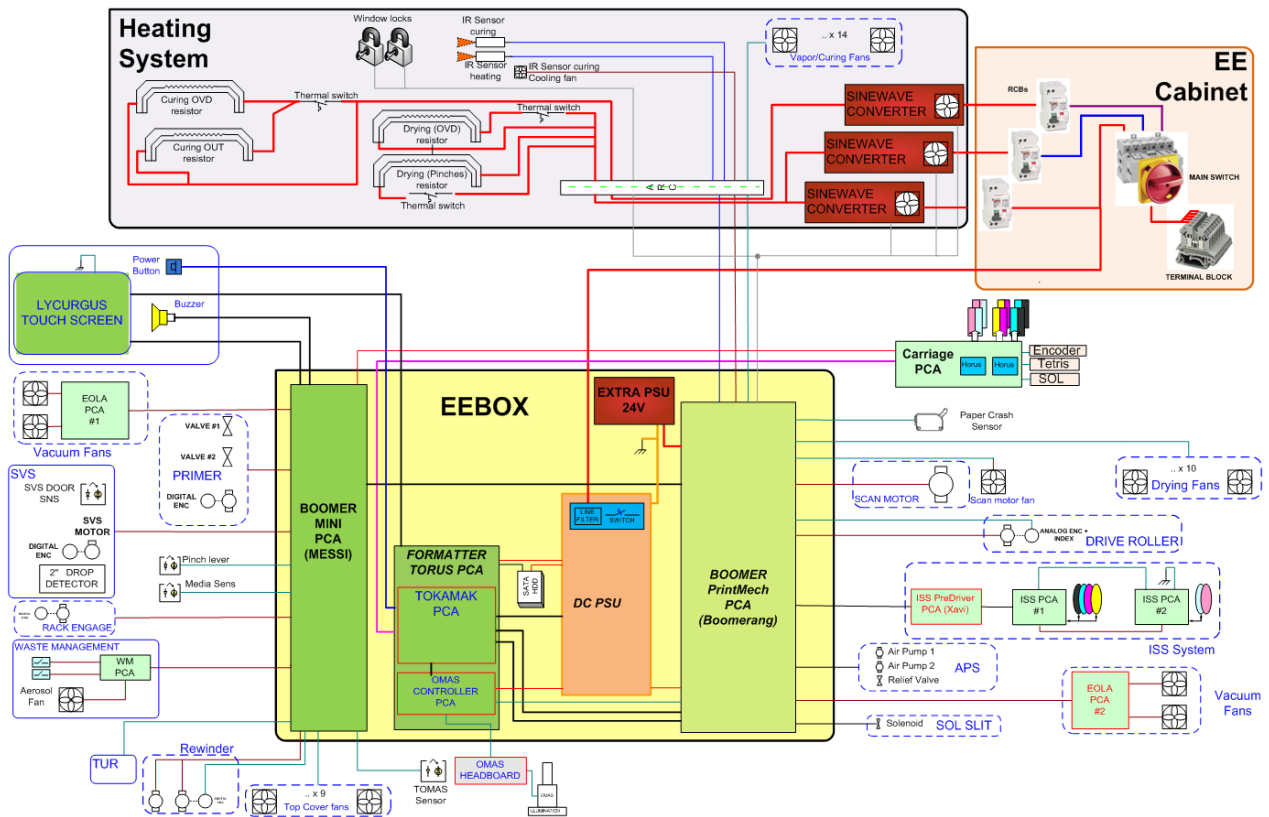 Heating
System
Window locks
IR Sensor
curing
IR Sensor
heating
IR Sensor curing
Cooling fan
.. x 14
Vapor/Curing Fans
EE
Cabinet
Curing OVD
resistor
Thermal switch
Curing OUT
resistor
Drying (OVD)
resistor
Thermal switch
Drying (Pinches)
resistor
Thermal switch
A R C
SINEWAVE
CONVERTER
SINEWAVE
CONVERTER
SINEWAVE
CONVERTER
RCBs
MAIN SWITCH
TERMINAL BLOCK
Power
Button
LYCURGUS
TOUCH SCREEN
Buzzer
EOLA
PCA
#1
Vacuum Fans
VALVE #1
VALVE #2
PRIMER
DIGITAL
ENC
SVS
SVS DOOR
SNS
SVS
MOTOR
DIGITAL
ENC
2" DROP
DETECTOR
Pinch lever
Media Sens
RACK ENGAGE
WASTE MANAGEMENT
WM
PCA
Aerosol
Fan
TUR
Rewinder
.. x 9
Top Cover fans
TOMAS
Sensor
OMAS
HEADBOARD
OMAS
ILLUMINATION
EEBOX
BOOMER
MINI
PCA
(MESSI)
FORMATTER
TORUS PCA
TOKAMAK
PCA
OMAS
CONTROLLER
PCA
SATA
HDD
EXTRA PSU
24V
LINE
FILTER
SWITCH
DC PSU
BOOMER
PrintMech
PCA
(Boomerang)
Carriage
PCA
Horus
Horus
Encoder
Tetris
SOL
Paper Crash
Sensor
SCAN MOTOR
Scan motor fan
.. x 10
Drying Fans
ANALOG ENC +
INDEX
DRIVE ROLLER
ISS PreDriver
PCA (Xavi)
ISS PCA
#1
ISS PCA
#2
ISS System
Air Pump 1
Air Pump 2
Relief Valve
APS
EOLA
PCA
#2
Vacuum
Fans
Solenoid
SOL SLIT